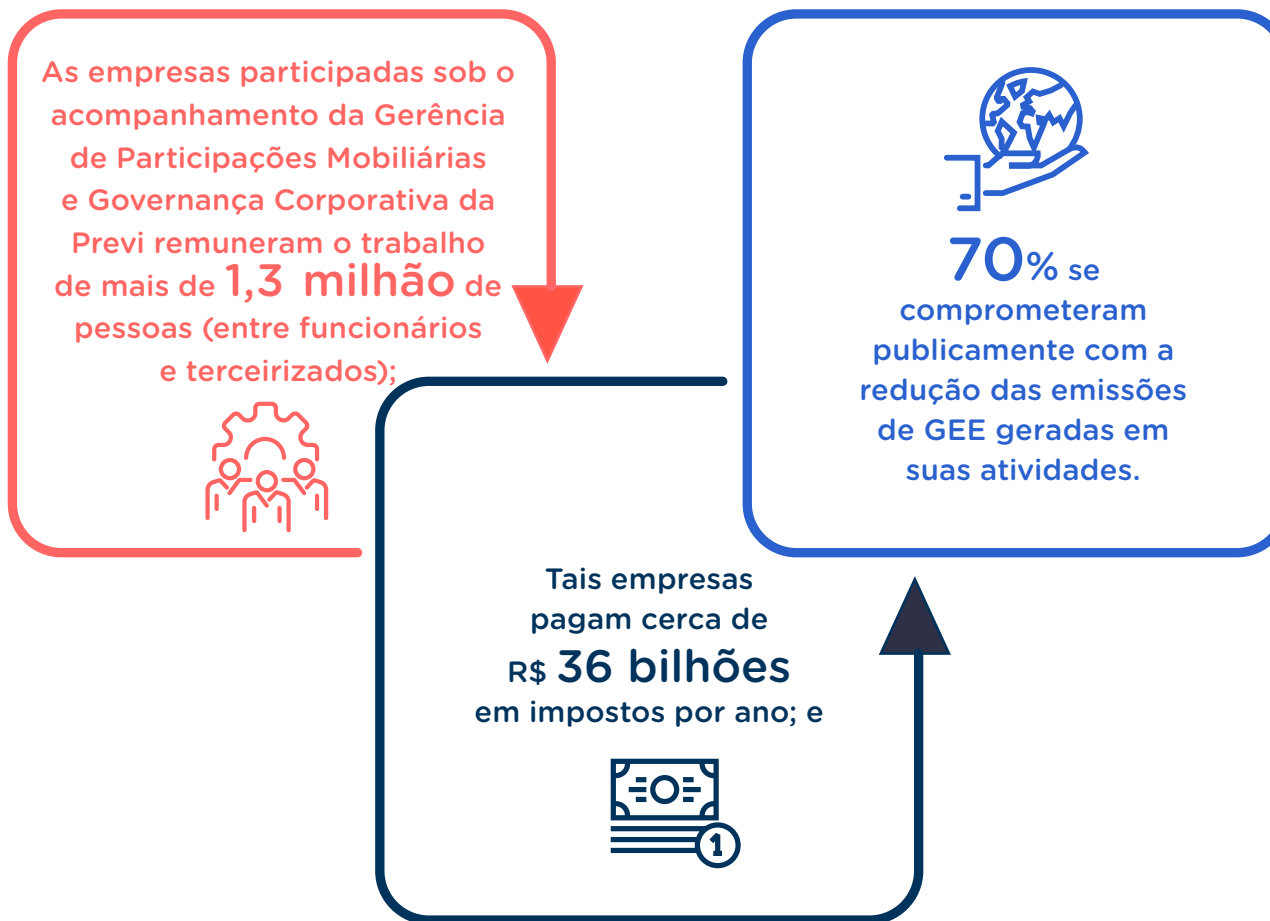 As empresas participadas sob o
acompanhamento da Gerência
de Participações Mobiliárias
e Governança Corporativa da
Previ remuneram o trabalho
de mais de 1,3 milhão de
pessoas (entre funcionários
e terceirizados);
Tais empresas
pagam cerca de
R$ 36 bilhões
em impostos por ano; e
1
70% se
comprometeram
publicamente com a
redução das emissões
de GEE geradas em
suas atividades.